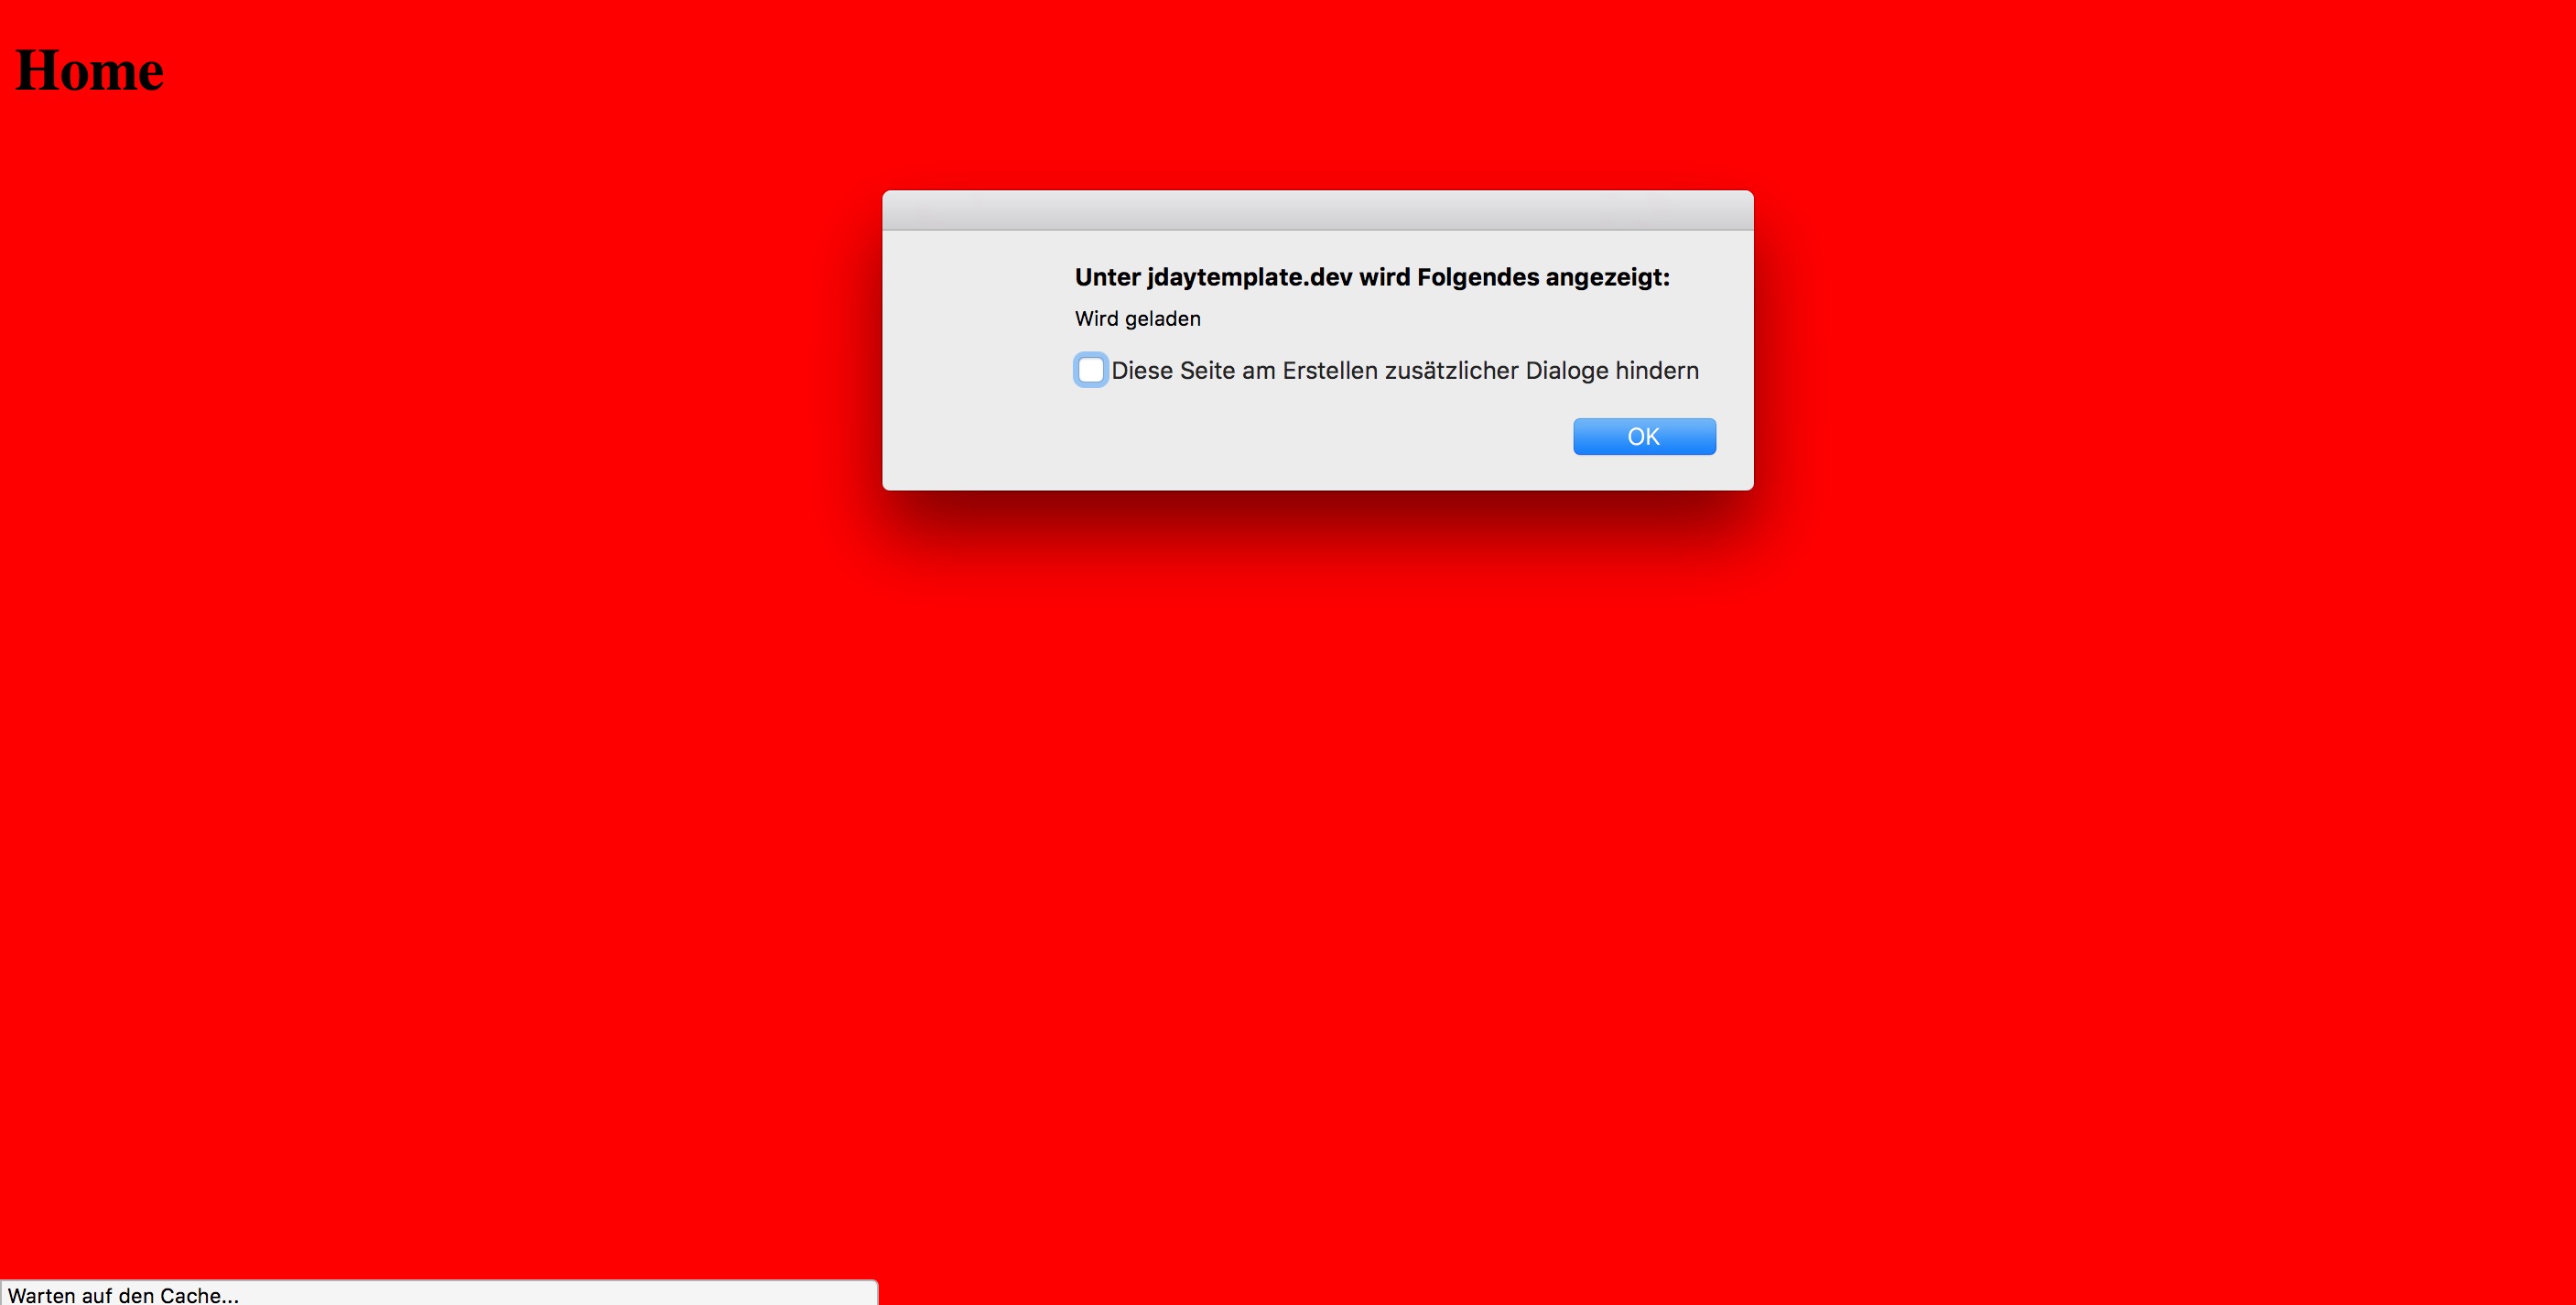 Home
Unter jdaytemplate.dev wird Folgendes angezeigt:
Wird geladen
Diese Seite am Erstellen zusätzlicher Dialoge hindern
OK
Warten auf den Cache...